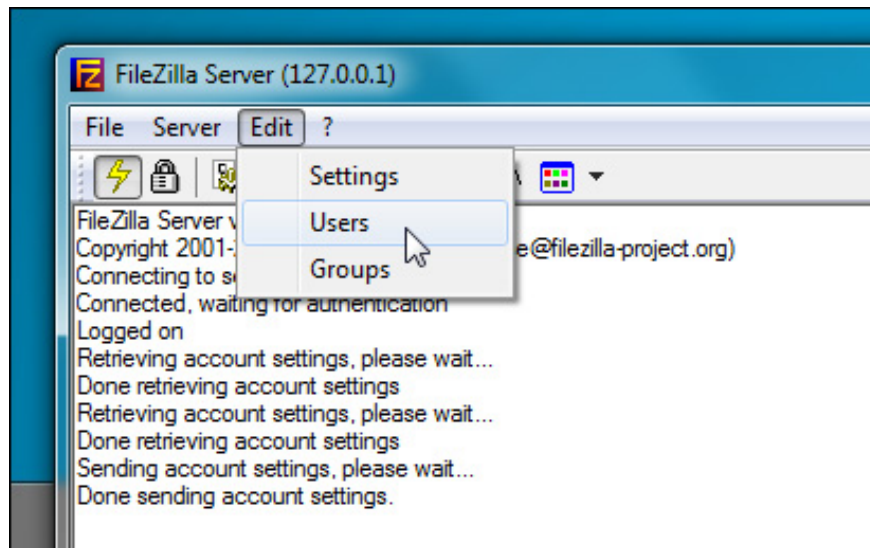 FileZilla Server (127.0.0.1)
File Server Edit ?
Settings
Users
Groups
FileZilla Server
Copyright 2001- e@filezilla-project.org)
Connecting to
Connected, waiting for authentication
Logged on
Retrieving account settings, please wait...
Done retrieving account settings
Retrieving account settings, please wait...
Done retrieving account settings
Sending account settings, please wait...
Done sending account settings.